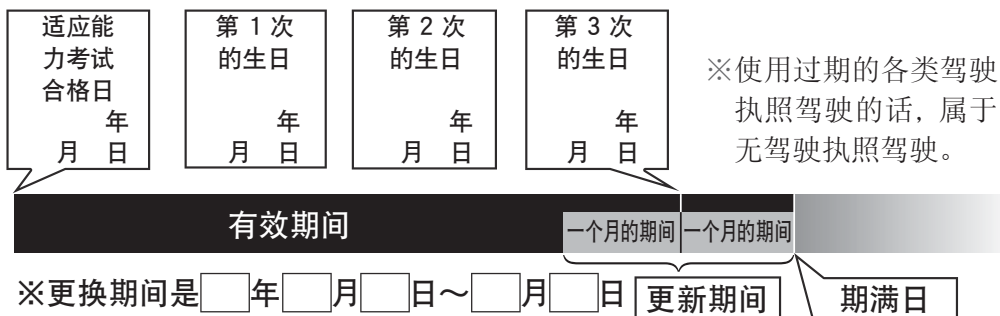 适应能
力考试
合格日
年
月 日
第 1 次
的生日
年
月 日
第 2 次
的生日
年
月 日
第 3 次
的生日
年
月 日
※使用过期的各类驾驶
执照驾驶的话, 属于
无驾驶执照驾驶。
有效期间
一个月的期间
一个月的期间
※更换期间是 年 月 日～ 月 日
更新期间
期满日